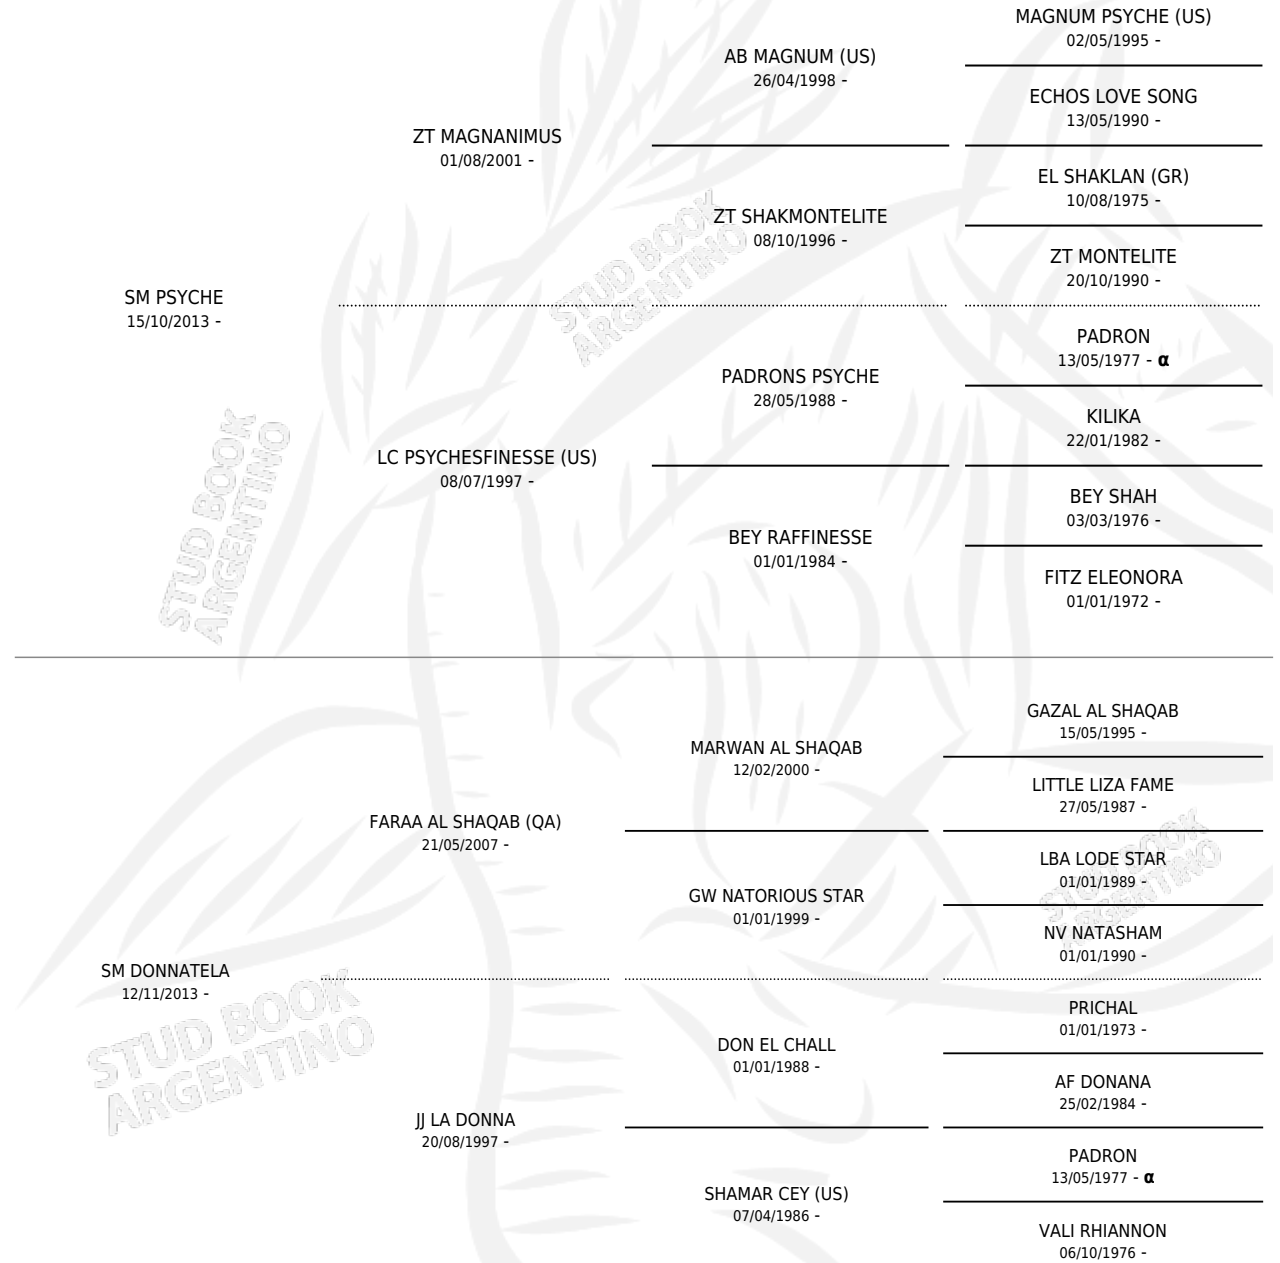 MAGNUM PSYCHE (US)
02/05/1995 -
AB MAGNUM (US)
26/04/1998 -
ECHOS LOVE SONG
13/05/1990 -
ZT MAGNANIMUS
01/08/2001 -
EL SHAKLAN (GR)
10/08/1975 -
ZT SHAKMONTELITE
08/10/1996 -
ZT MONTELITE
20/10/1990 -
STUD BOOK
ARGENTINO
SM PSYCHE
15/10/2013 -
PADRON
13/05/1977 - α
PADRONS PSYCHE
28/05/1988 -
KILIKA
22/01/1982 -
LC PSYCHESFINESSE (US)
08/07/1997 -
BEY SHAH
03/03/1976 -
BEY RAFFINESSE
01/01/1984 -
FITZ ELEONORA
01/01/1972 -
STUD BOOK
ARGENTINO
GAZAL AL SHAQAB
15/05/1995 -
MARWAN AL SHAQAB
12/02/2000 -
LITTLE LIZA FAME
27/05/1987 -
FARAA AL SHAQAB (QA)
21/05/2007 -
LBA LODE STAR
01/01/1989 -
GW NATORIOUS STAR
01/01/1999 -
NV NATASHAM
01/01/1990 -
STUD BOOK
ARGENTINO
SM DONNATELA
12/11/2013 -
PRICHAL
01/01/1973 -
DON EL CHALL
01/01/1988 -
AF DONANA
25/02/1984 -
STUD BOOK
ARGENTINO
JJ LA DONNA
20/08/1997 -
PADRON
13/05/1977 - α
SHAMAR CEY (US)
07/04/1986 -
VALI RHIANNON
06/10/1976 -